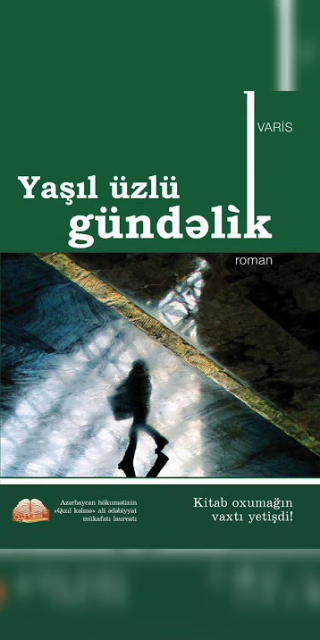 VARİS
Yaşıl üzlü
gündəlik
roman
Azərbaycan hökumətinin
«Qızıl kəlmə» ali ədəbiyyat
mükafatı laureatı
Kitab oxumağın
vaxtı yetişdi!